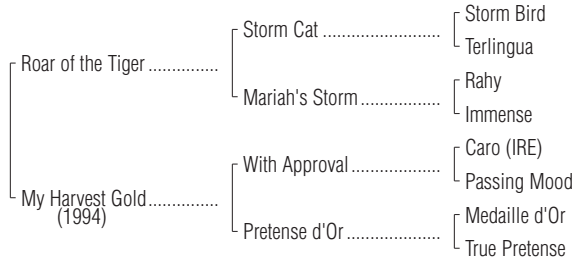 Storm Bird
Storm Cat ........................
Terlingua
Roar of the Tiger ..............
Rahy
Mariah's Storm ................
Immense
Caro (IRE)
With Approval ..................
Passing Mood
My Harvest Gold ..............
(1994)
Medaille d'Or
Pretense d'Or ...................
True Pretense